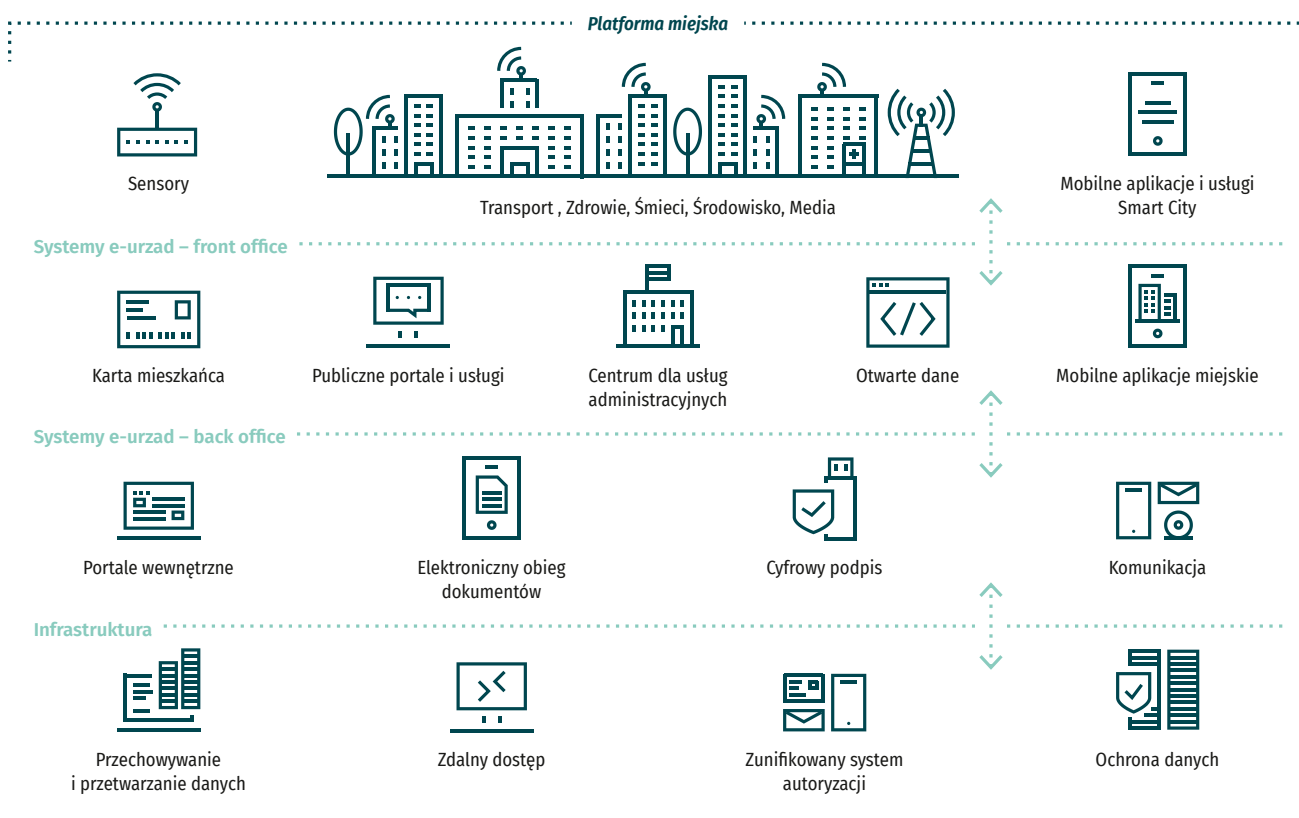 Platforma miejska
Sensory
Transport , Zdrowie, Śmieci, Środowisko, Media
Mobilne aplikacje i usługi
Smart City
Systemy e-urzad – front office
Karta mieszkańca
Publiczne portale i usługi
Centrum dla usług
administracyjnych
Otwarte dane
Mobilne aplikacje miejskie
Systemy e-urzad – back office
Portale wewnętrzne
Elektroniczny obieg
dokumentów
Cyfrowy podpis
Komunikacja
Infrastruktura
Przechowywanie
i przetwarzanie danych
Zdalny dostęp
Zunifikowany system
autoryzacji
Ochrona danych